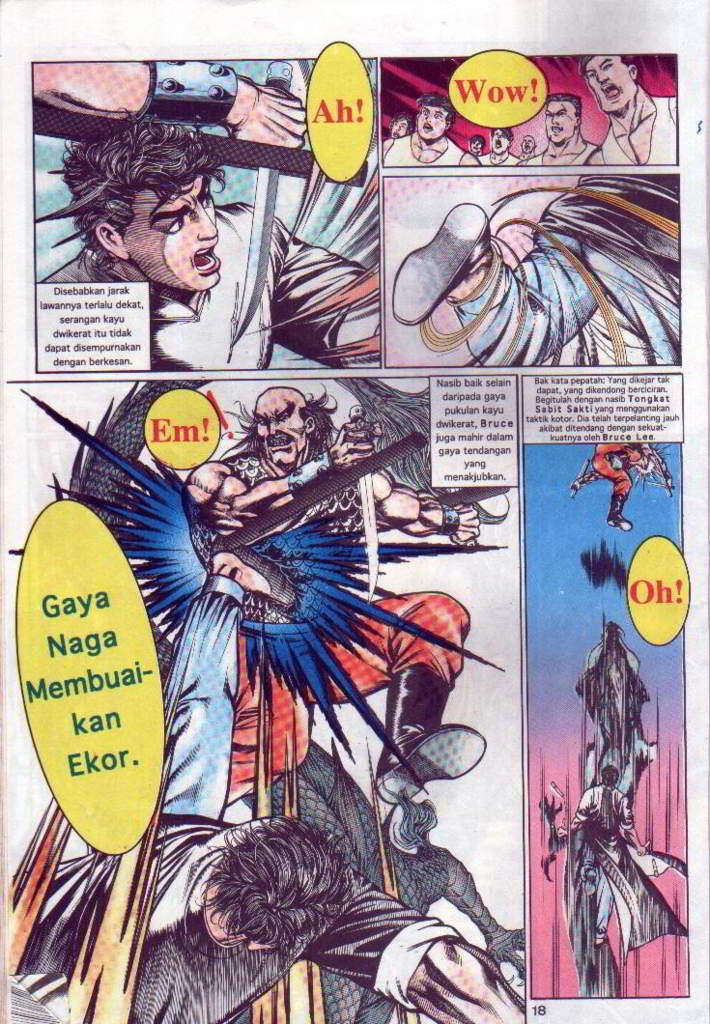 Ah!
Wow!
Disebabkan jarak
lawannya terlalu dekat,
serangan kayu
dwikerat itu tidak
dapat disempurnakan
dengan berkesan.
Em!
!
Nasib baik selain
daripada gaya
pukulan kayu
dwikerat, Bruce
juga mahir dalam
gaya tendangan
yang
menakjubkan.
Bak kata pepatah: Yang dikejar tak
dapat, yang dikendong berciciran.
Begitulah dengan nasib Tongkat
Sabit Sakti yang menggunakan
taktik kotor. Dia telah terpelanting jauh
akibat ditendang dengan sekuat-
kuatnya oleh Bruce Lee.
Gaya
Naga
Membuai-
kan
Ekor.
Oh!
18